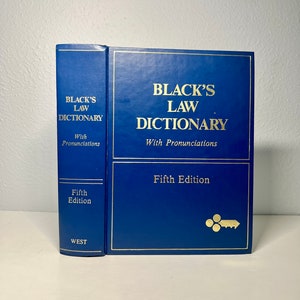 BLACK'S
LAW
DICTIONARY
With
Pronunciations
Fifth
Edition
WEST
BLACK'S
LAW
DICTIONARY
With Pronunciations
Fifth Edition